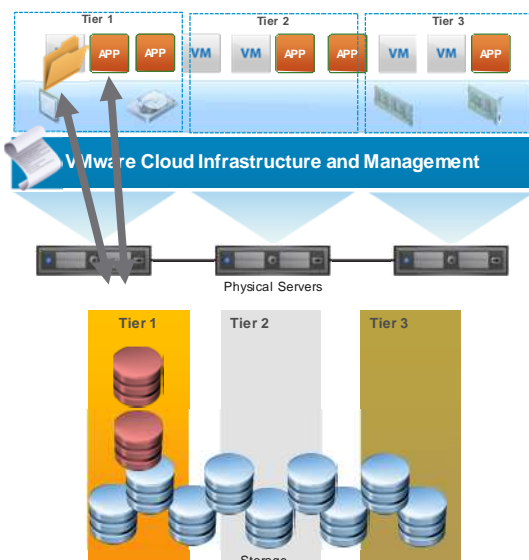 Tier 1
Tier 2
Tier 3
APP
APP
VM
VM
APP
APP
VM
VM
APP
VMware Cloud Infrastructure and Management
Physical Servers
Tier 1
Tier 2
Tier 3
Storage